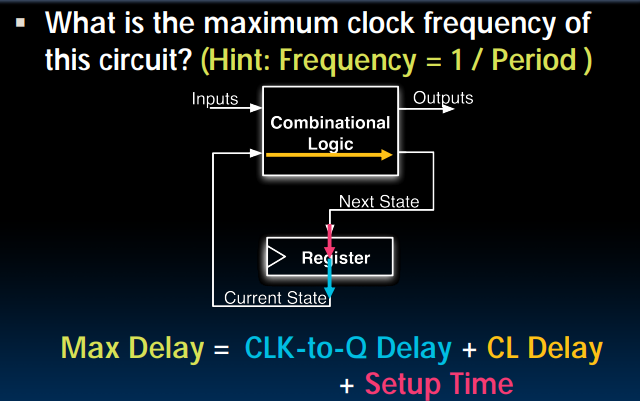 ▪ What is the maximum clock frequency of
this circuit? (Hint: Frequency = 1 / Period )
Inputs
Outputs
Combinational
Logic
Next State
Register
Current State
Max Delay = CLK-to-Q Delay + CL Delay
+ Setup Time